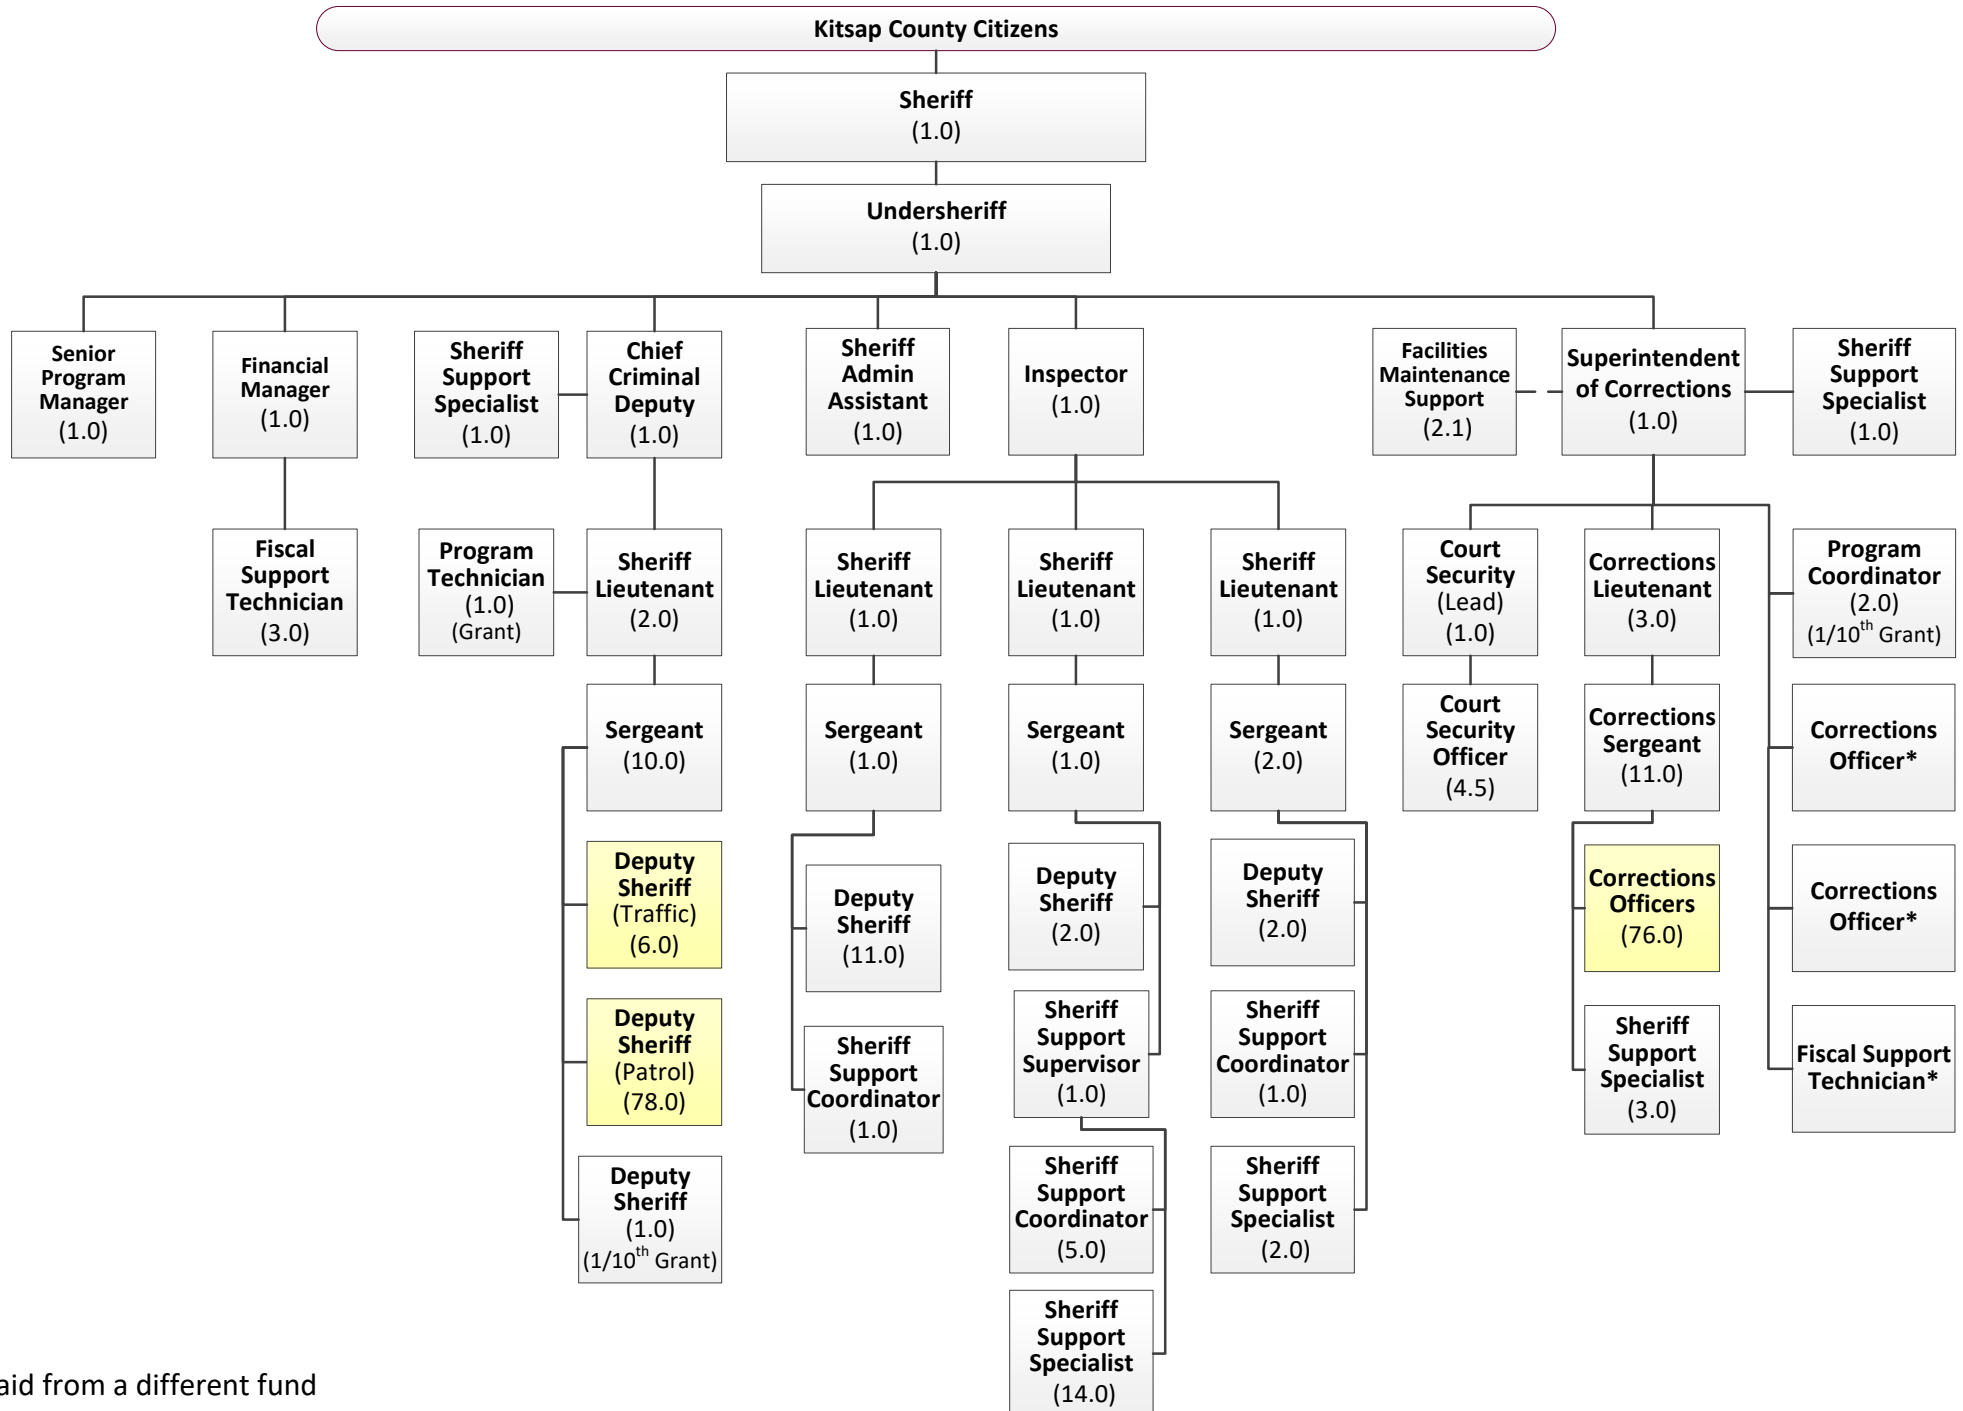 Kitsap County Citizens
Sheriff
(1.0)
Undersheriff
(1.0)
Senior
Program
Manager
(1.0)
Financial
Manager
(1.0)
Sheriff
Support
Specialist
(1.0)
Chief
Criminal
Deputy
(1.0)
Sheriff
Admin
Assistant
(1.0)
Inspector
(1.0)
Facilities
Maintenance
Support
(2.1)
Superintendent
of Corrections
(1.0)
Sheriff
Support
Specialist
(1.0)
Fiscal
Support
Technician
(3.0)
Program
Technician
(1.0)
(Grant)
Sheriff
Lieutenant
(2.0)
Sheriff
Lieutenant
(1.0)
Sheriff
Lieutenant
(1.0)
Sheriff
Lieutenant
(1.0)
Court
Security
(Lead)
(1.0)
Corrections
Lieutenant
(3.0)
Program
Coordinator
(2.0)
(1/10th Grant)
Sergeant
(10.0)
Sergeant
(1.0)
Sergeant
(1.0)
Sergeant
(2.0)
Court
Security
Officer
(4.5)
Corrections
Sergeant
(11.0)
Corrections
Officer*
Deputy
Sheriff
(Traffic)
(6.0)
Deputy
Sheriff
(11.0)
Deputy
Sheriff
(2.0)
Deputy
Sheriff
(2.0)
Corrections
Officers
(76.0)
Corrections
Officer*
Deputy
Sheriff
(Patrol)
(78.0)
Sheriff
Support
Coordinator
(1.0)
Sheriff
Support
Supervisor
(1.0)
Sheriff
Support
Coordinator
(1.0)
Sheriff
Support
Specialist
(3.0)
Fiscal Support
Technician*
Deputy
Sheriff
(1.0)
(1/10th Grant)
Sheriff
Support
Coordinator
(5.0)
Sheriff
Support
Specialist
(2.0)
Sheriff
Support
Specialist
(14.0)
aid from a different fund